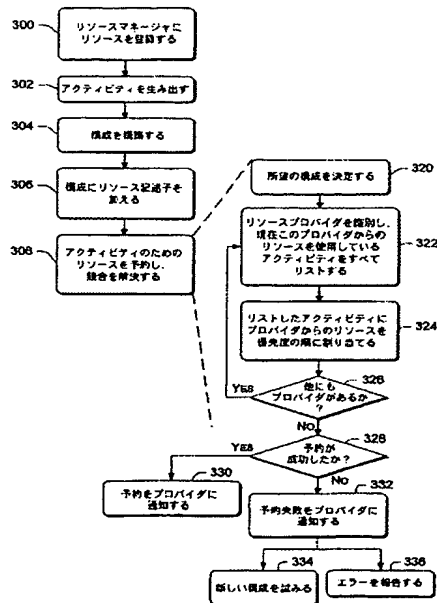 300
リソースマネージャに
リソースを登録する
302
アクティビティを生み出す
304
構成を構築する
306
構成にリソース記述子を
加える
308
アクティビティのための
リソースを予約し、
競合を解決する
320
所望の構成を決定する
322
リソースプロバイダを識別し、
現在このプロバイダからの
リソースを使用している
アクティビティをすべて
リストする
324
リストしたアクティビティに
プロバイダからのリソースを
優先度の順に割り当てる
326
他にも
プロバイダがあるか
?
YES
No
328
予約が
成功したか?
YES
No
330
予約をプロバイダに
通知する
332
予約失敗をプロバイダに
通知する
334
新しい構成を試みる
336
エラーを報告する